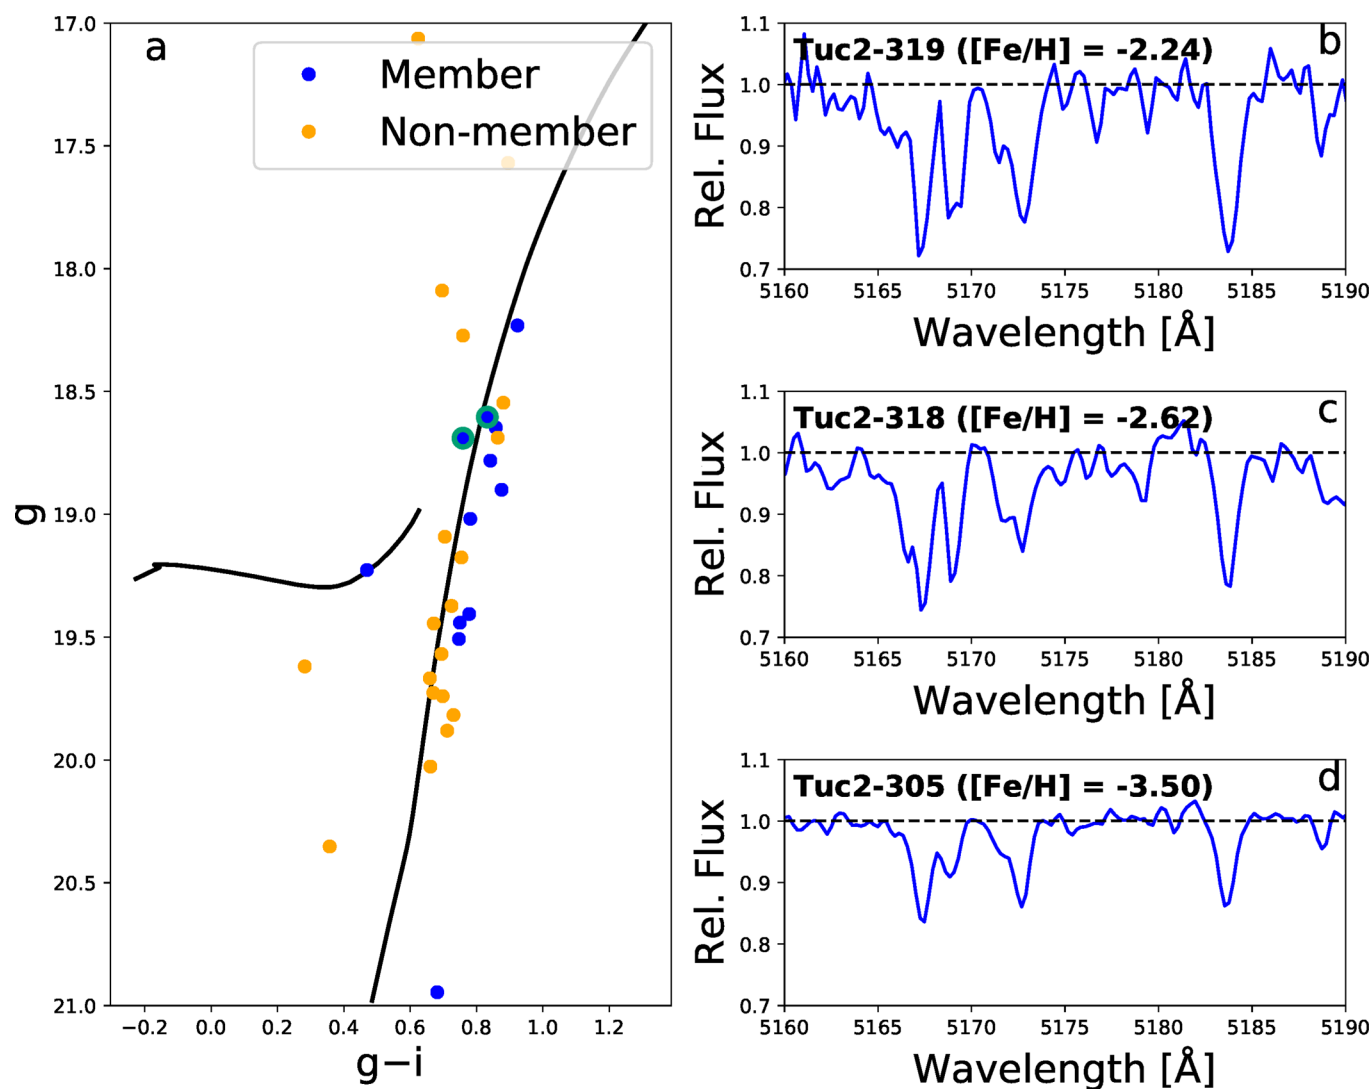 a
Member
Non-member
17.0
17.5
18.0
18.5
19.0
19.5
20.0
20.5
21.0
g
−0.2 0.0 0.2 0.4 0.6 0.8 1.0 1.2
g−i
b
Tuc2-319 ([Fe/H] = -2.24)
1.1
1.0
0.9
0.8
0.7
Rel. Flux
5160 5165 5170 5175 5180 5185 5190
Wavelength [Å]
c
Tuc2-318 ([Fe/H] = -2.62)
1.1
1.0
0.9
0.8
0.7
Rel. Flux
5160 5165 5170 5175 5180 5185 5190
Wavelength [Å]
d
Tuc2-305 ([Fe/H] = -3.50)
1.1
1.0
0.9
0.8
0.7
Rel. Flux
5160 5165 5170 5175 5180 5185 5190
Wavelength [Å]